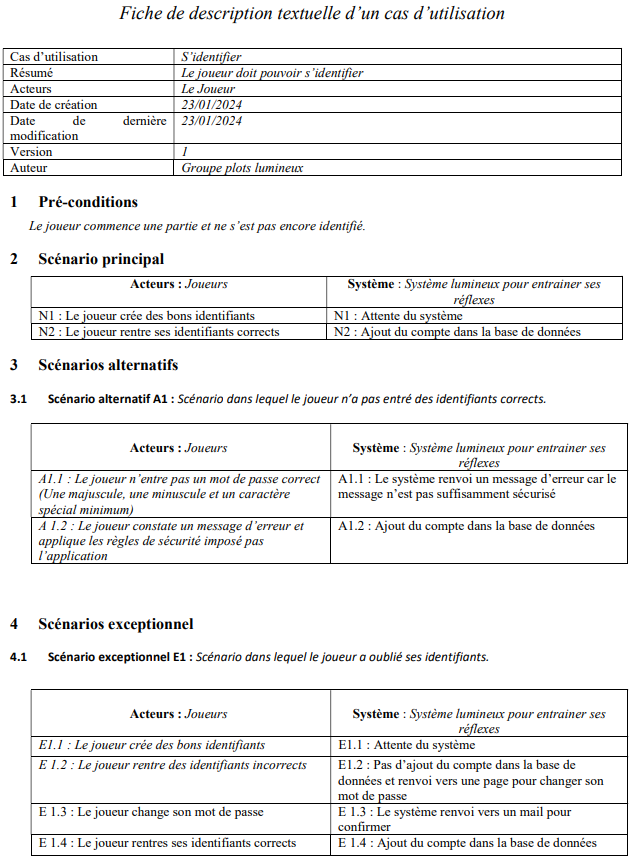 Fiche de description textuelle d’un cas d’utilisation
Cas d’utilisation S’identifier
Résumé Le joueur doit pouvoir s’identifier
Acteurs Le Joueur
Date de création 23/01/2024
Date de dernière 23/01/2024
modification
Version 1
Auteur Groupe plots lumineux
1 Pré-conditions
Le joueur commence une partie et ne s’est pas encore identifié.
2 Scénario principal
Acteurs : Joueurs Système : Système lumineux pour entrainer ses
réflexes
N1 : Le joueur crée des bons identifiants N1 : Attente du système
N2 : Le joueur rentre ses identifiants corrects N2 : Ajout du compte dans la base de données
3 Scénarios alternatifs
3.1 Scénario alternatif A1 : Scénario dans lequel le joueur n’a pas entré des identifiants corrects.
Acteurs : Joueurs Système : Système lumineux pour entrainer ses
réflexes
A1.1 : Le joueur n’entre pas un mot de passe correct A1.1 : Le système renvoi un message d’erreur car le
(Une majuscule, une minuscule et un caractère message n’est pas suffisamment sécurisé
spécial minimum)
A 1.2 : Le joueur constate un message d’erreur et A1.2 : Ajout du compte dans la base de données
applique les règles de sécurité imposé pas
l’application
4 Scénarios exceptionnel
4.1 Scénario exceptionnel E1 : Scénario dans lequel le joueur a oublié ses identifiants.
Acteurs : Joueurs Système : Système lumineux pour entrainer ses
réflexes
E1.1 : Le joueur crée des bons identifiants E1.1 : Attente du système
E 1.2 : Le joueur rentre des identifiants incorrects E1.2 : Pas d’ajout du compte dans la base de
données et renvoi vers une page pour changer son
mot de passe
E 1.3 : Le joueur change son mot de passe E 1.3 : Le système renvoi vers un mail pour
confirmer
E 1.4 : Le joueur rentres ses identifiants corrects E 1.4 : Ajout du compte dans la base de données